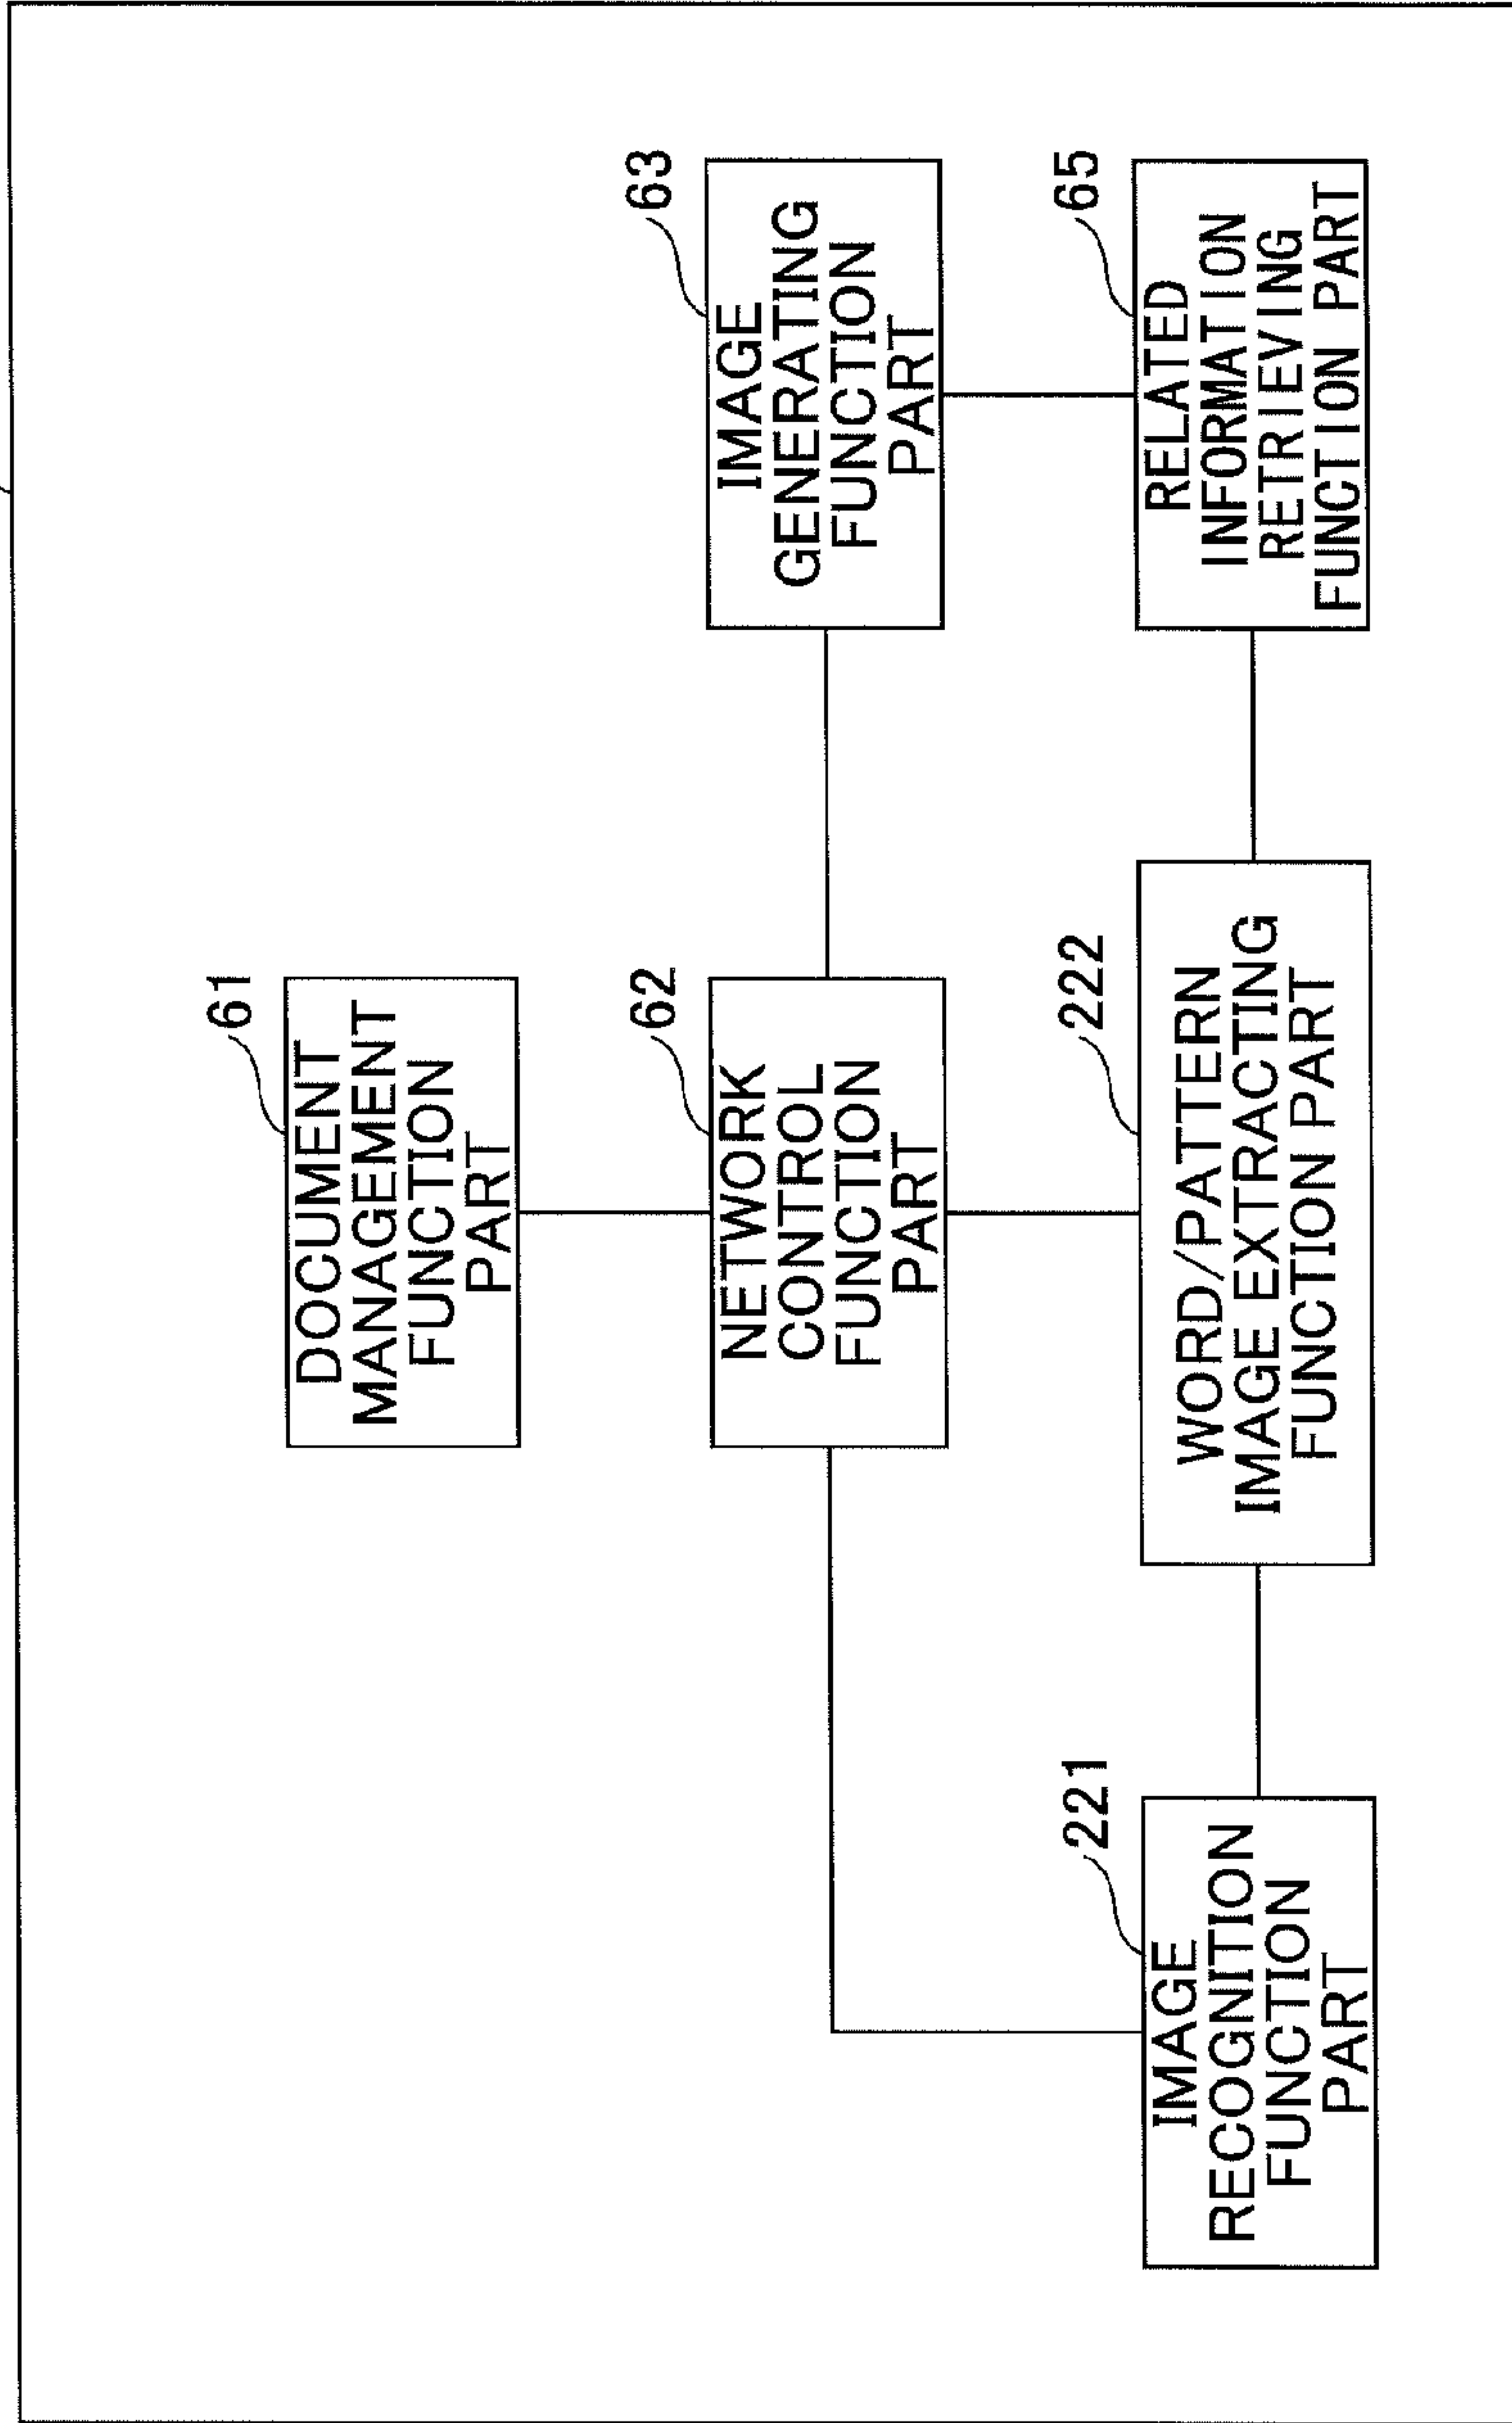 61
DOCUMENT
MANAGEMENT
FUNCTION
PART
62
NETWORK
CONTROL
FUNCTION
PART
63
IMAGE
GENERATING
FUNCTION
PART
221
IMAGE
RECOGNITION
FUNCTION
PART
222
WORD/PATTERN
IMAGE EXTRACTING
FUNCTION PART
65
RELATED
INFORMATION
RETRIEVING
FUNCTION PART